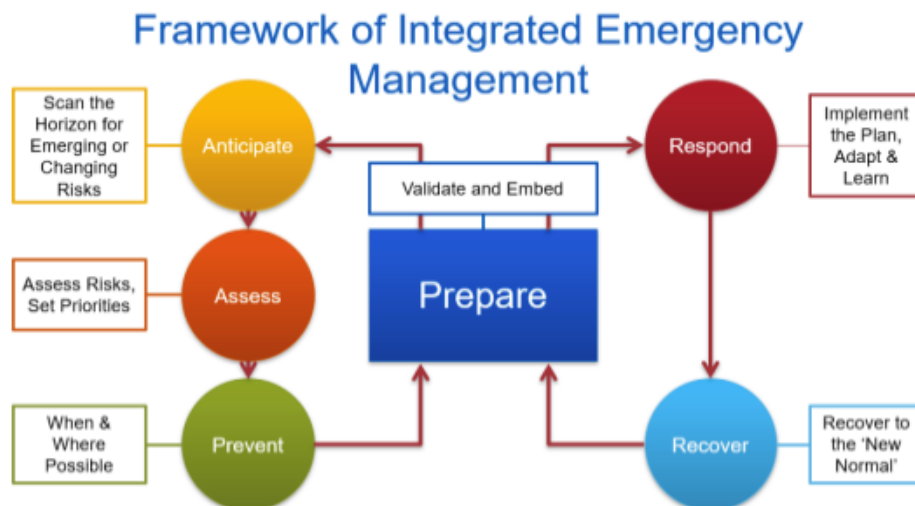 Framework of Integrated Emergency
Management
Scan the
Horizon for
Emerging or
Changing
Risks
Anticipate
Respond
Implement
the Plan,
Adapt &
Learn
Validate and Embed
Assess Risks,
Set Priorities
Assess
Prepare
When &
Where
Possible
Prevent
Recover
Recover to
the ‘New
Normal’